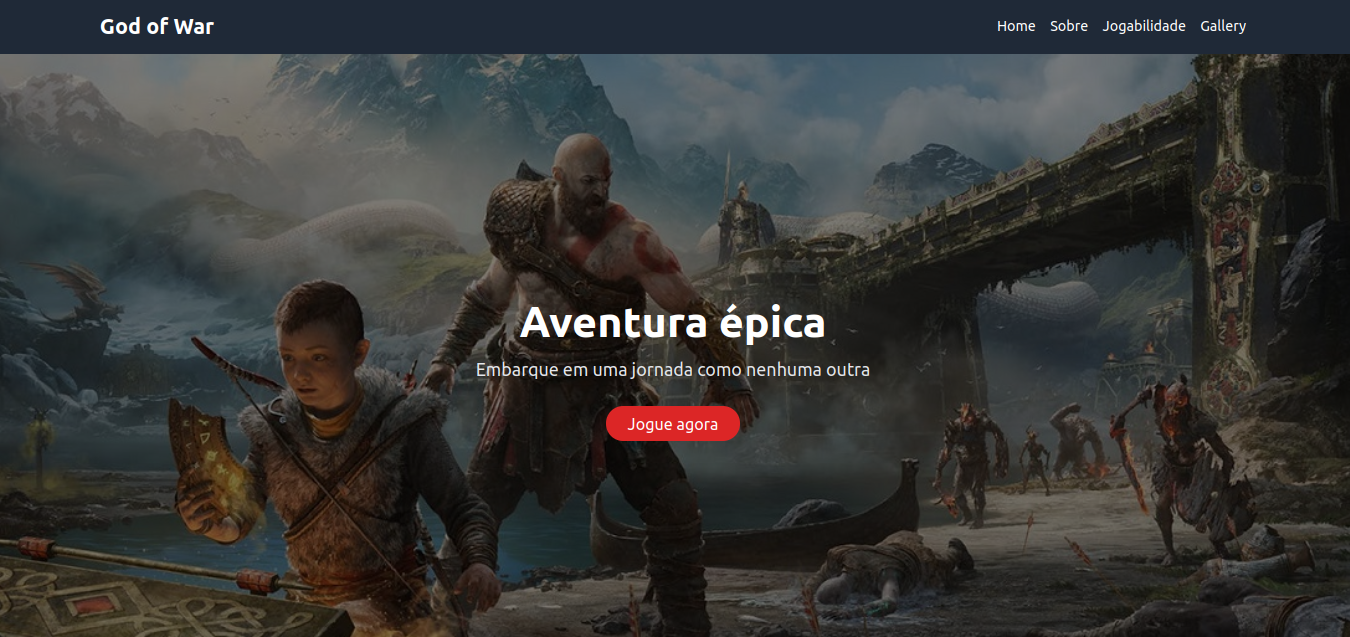 God of War
Home Sobre Jogabilidade Gallery
Aventura épica
Embarque em uma jornada como nenhuma outra
Jogue agora